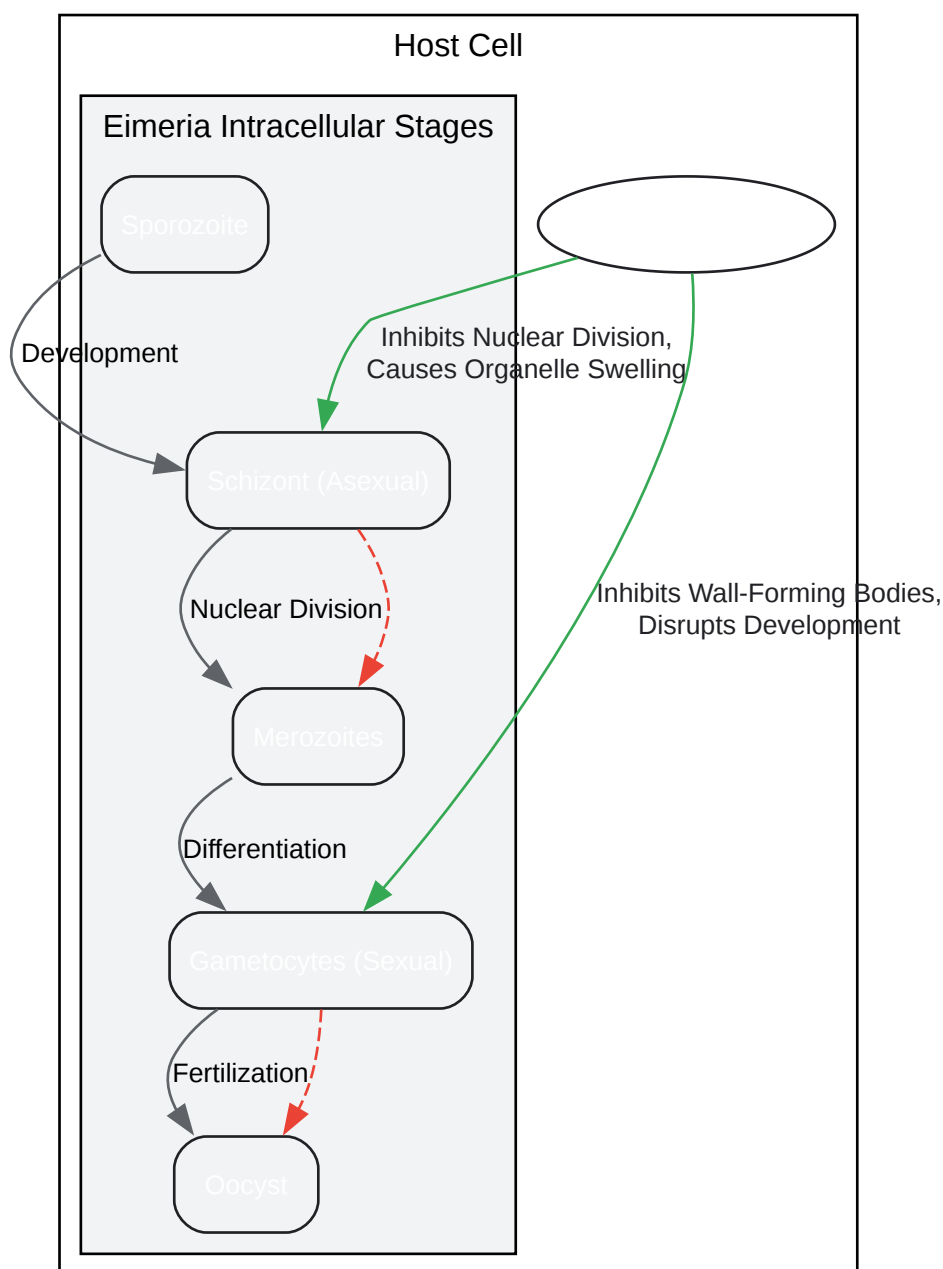 Host Cell
Eimeria Intracellular Stages
Sporozoite
Development
Inhibits Nuclear Division,
Causes Organelle Swelling
Schizont (Asexual)
Nuclear Division
Inhibits Wall-Forming Bodies,
Disrupts Development
Merozoites
Differentiation
Gametocytes (Sexual)
Fertilization
Oocyst